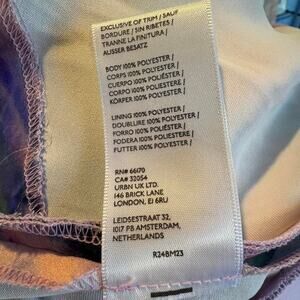 EXCLUSIVE OF TRIM / SAUF
BORDURE / SIN RIBETES /
TRANNE LA FINITURA /
AUSSER BESATZ
BODY 100% POLYESTER /
CORPS 100% POLYESTER /
CUERPO 100% POLIÉSTER /
CORPO 100% POLIESTERE /
KÖRPER 100% POLYESTER
LINING 100% POLYESTER /
DOUBLURE 100% POLYESTER /
FORRO 100% POLIÉSTER /
FODERA 100% POLIESTERE /
FUTTER 100% POLYESTER
RN# 66170
CA# 32054
URBN UK LTD.
146 BRICK LANE
LONDON, E1 6RU
LEIDSESTRAAT 32,
1017 PB AMSTERDAM,
NETHERLANDS
R24BM23